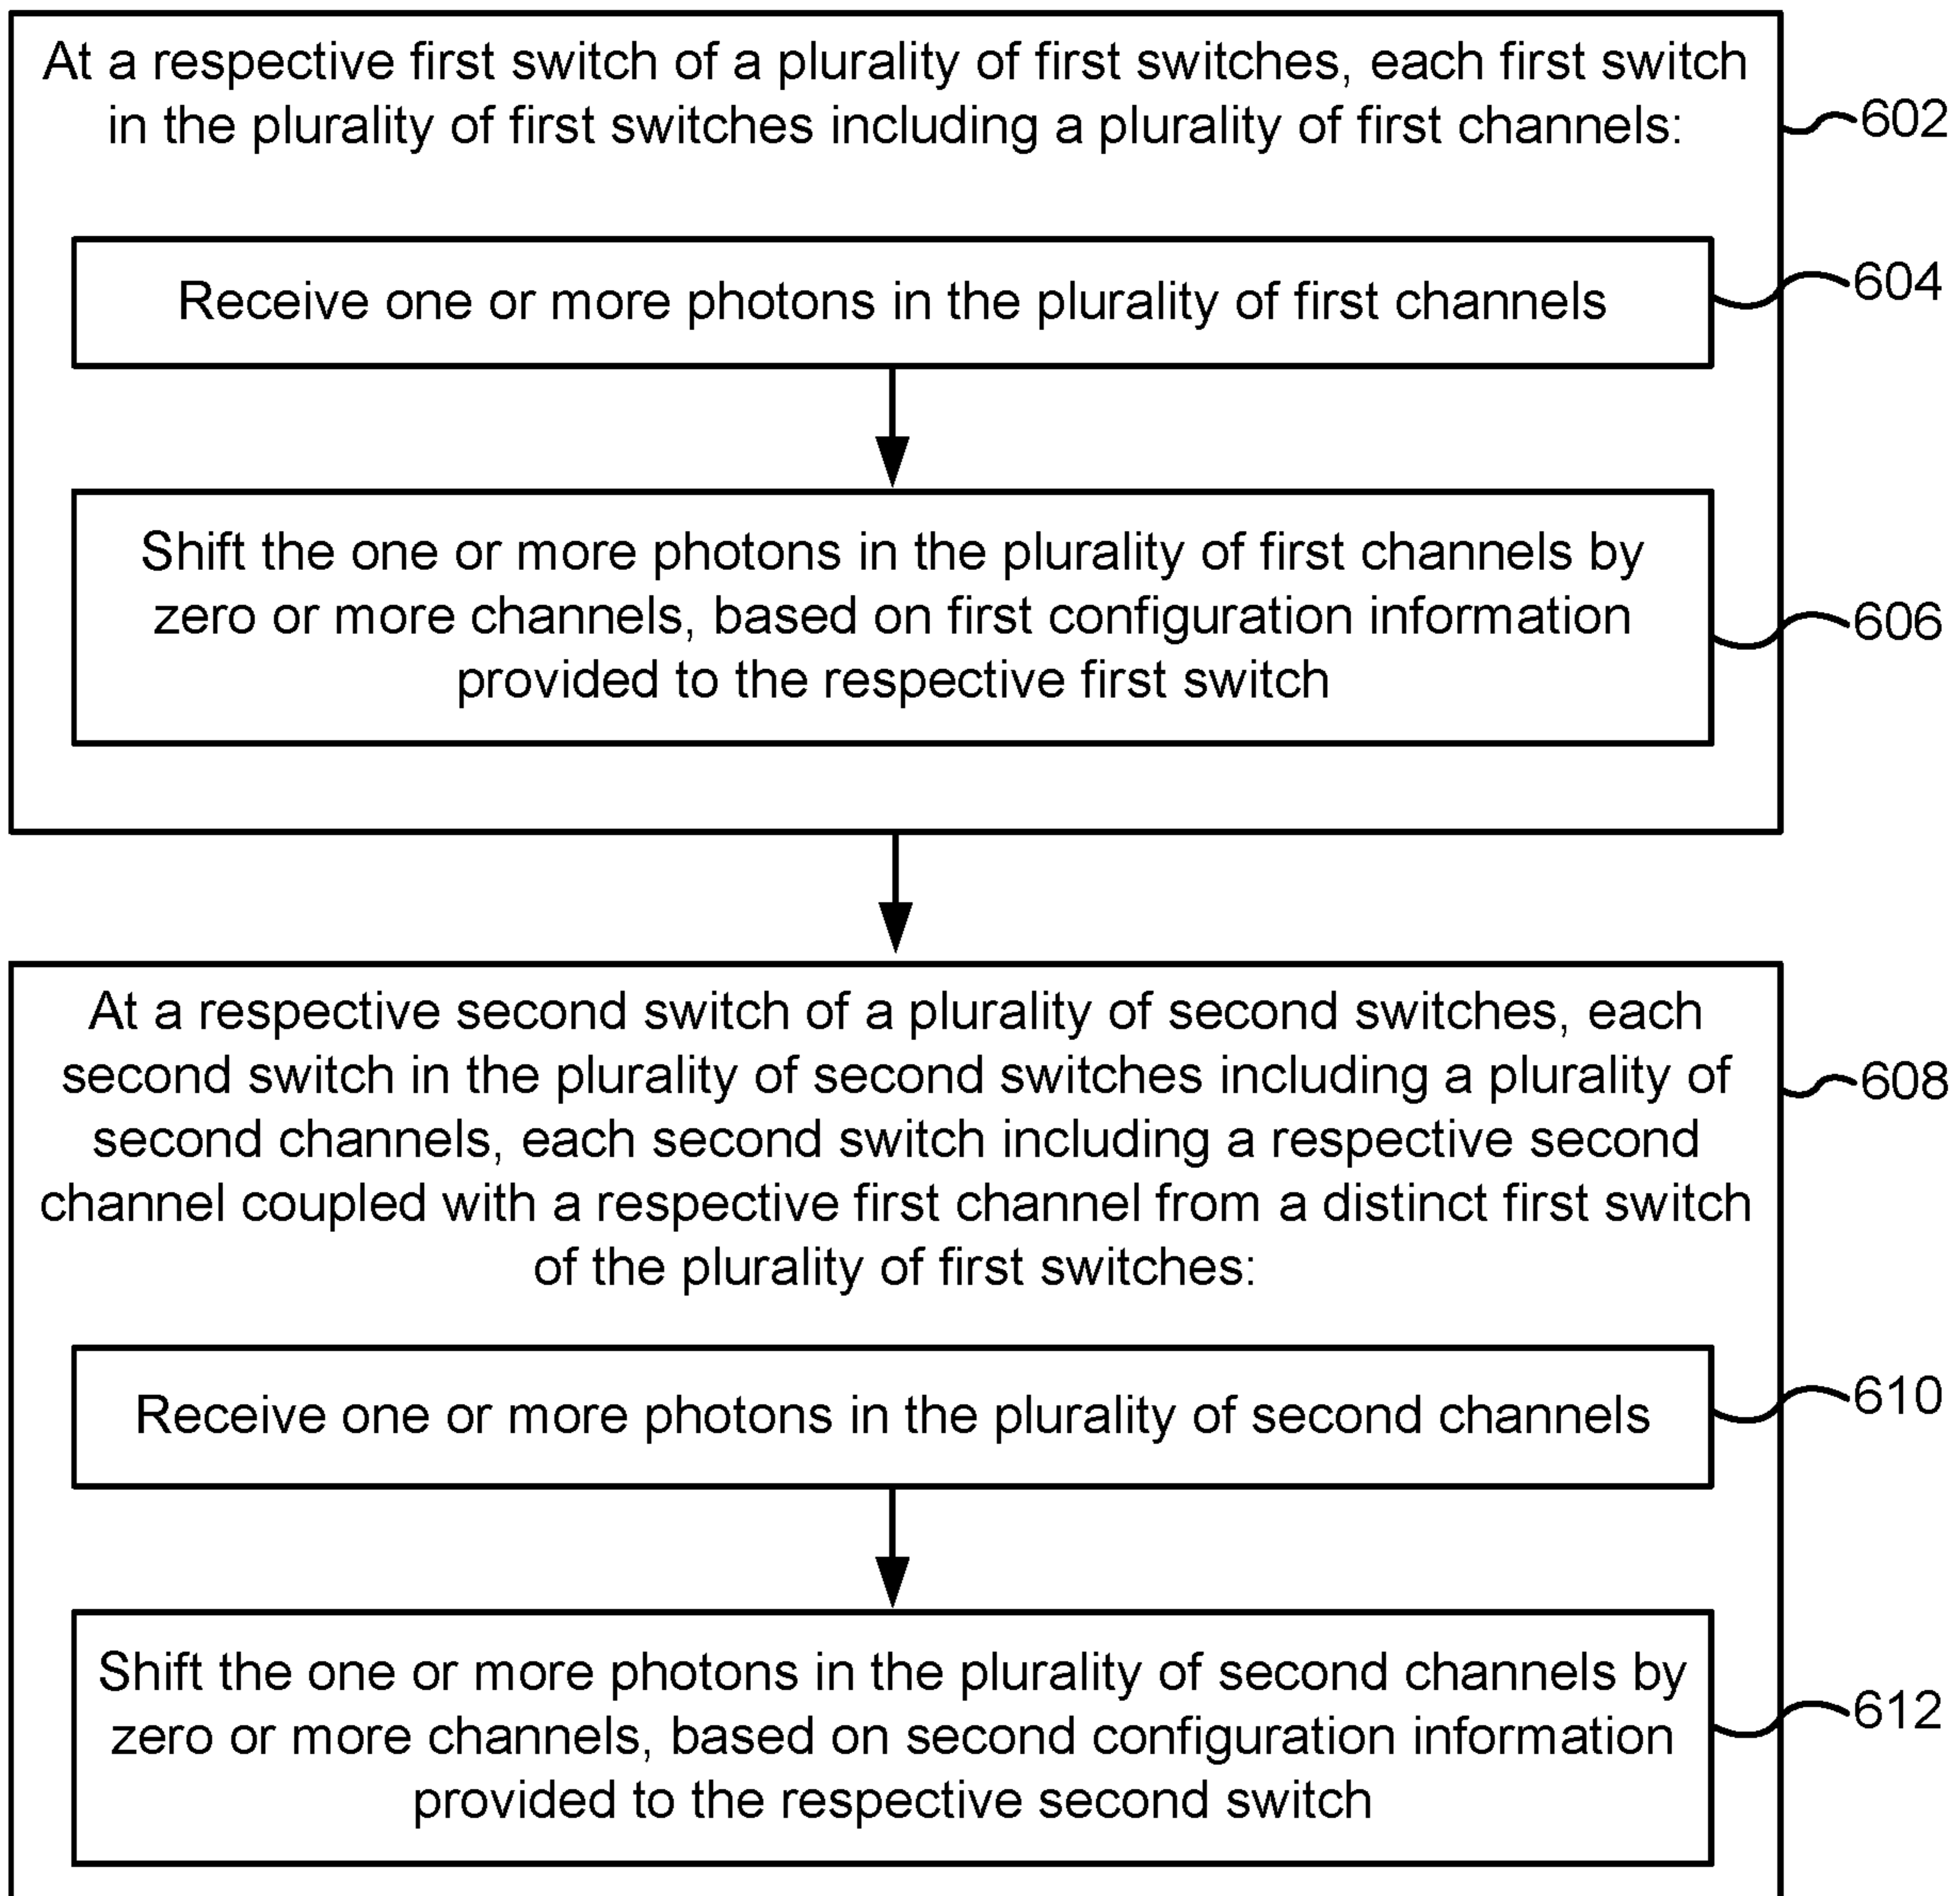 At a respective first switch of a plurality of first switches, each first switch
in the plurality of first switches including a plurality of first channels:
602
Receive one or more photons in the plurality of first channels
604
Shift the one or more photons in the plurality of first channels by
zero or more channels, based on first configuration information
provided to the respective first switch
606
At a respective second switch of a plurality of second switches, each
second switch in the plurality of second switches including a plurality of
second channels, each second switch including a respective second
channel coupled with a respective first channel from a distinct first switch
of the plurality of first switches:
608
Receive one or more photons in the plurality of second channels
610
Shift the one or more photons in the plurality of second channels by
zero or more channels, based on second configuration information
provided to the respective second switch
612